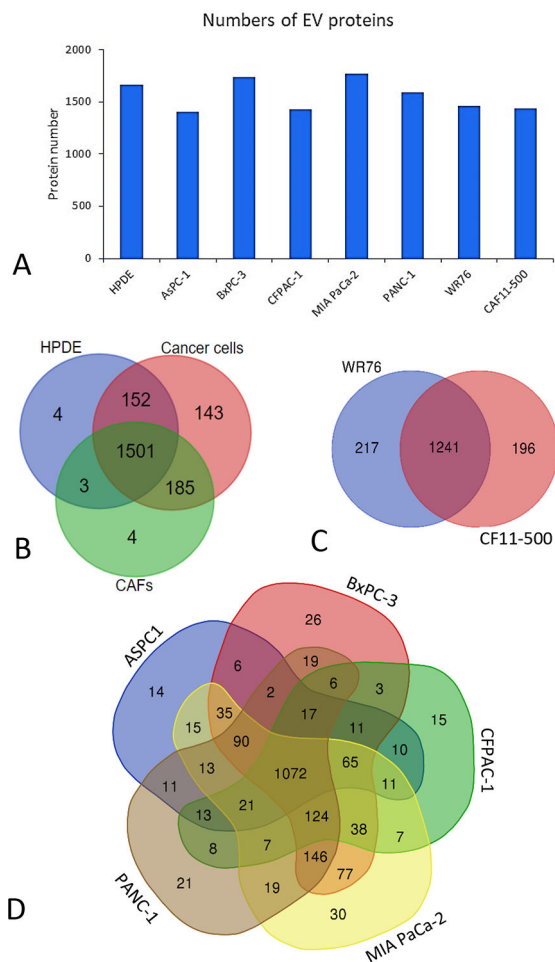 Numbers of EV proteins
Protein number
2000
1500
1000
500
0
HPDE
AsPC-1
BxPC-3
CFPAC-1
MIA PaCa-2
PANC-1
WR76
CAF11-500
A
HPDE
Cancer cells
4
152
143
1501
3
185
4
B
CAFs
WR76
217
1241
196
C
CF11-500
ASPC1
BxPC-3
CFPAC-1
MIA PaCa-2
PANC-1
26
6
19
14
2
6
3
15
35
17
11
15
90
10
13
65
11
1072
11
21
13
124
38
7
8
7
146
77
21
19
30
D